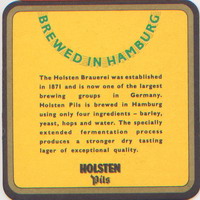 BREWED IN HAMBURG
The Holsten Brauerei was established
in 1871 and is now one of the largest
brewing groups in Germany.
Holsten Pils is brewed in Hamburg
using only four ingredients – barley,
yeast, hops and water. The specially
extended fermentation process
produces a stronger dry tasting
lager of exceptional quality.
HOLSTEN
Pils